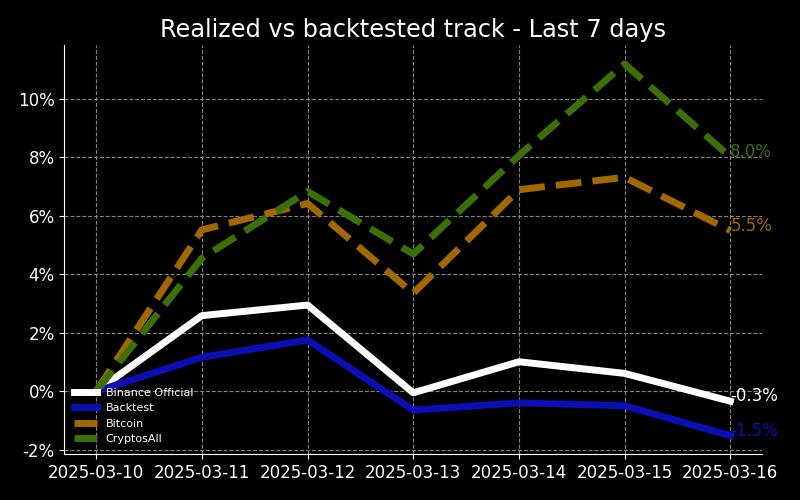 Realized vs backtested track - Last 7 days
10%
8%
6%
4%
2%
0%
-2%
8.0%
5.5%
-0.3%
-1.5%
Binance Official
Backtest
Bitcoin
CryptosAll
2025-03-10 2025-03-11 2025-03-12 2025-03-13 2025-03-14 2025-03-15 2025-03-16